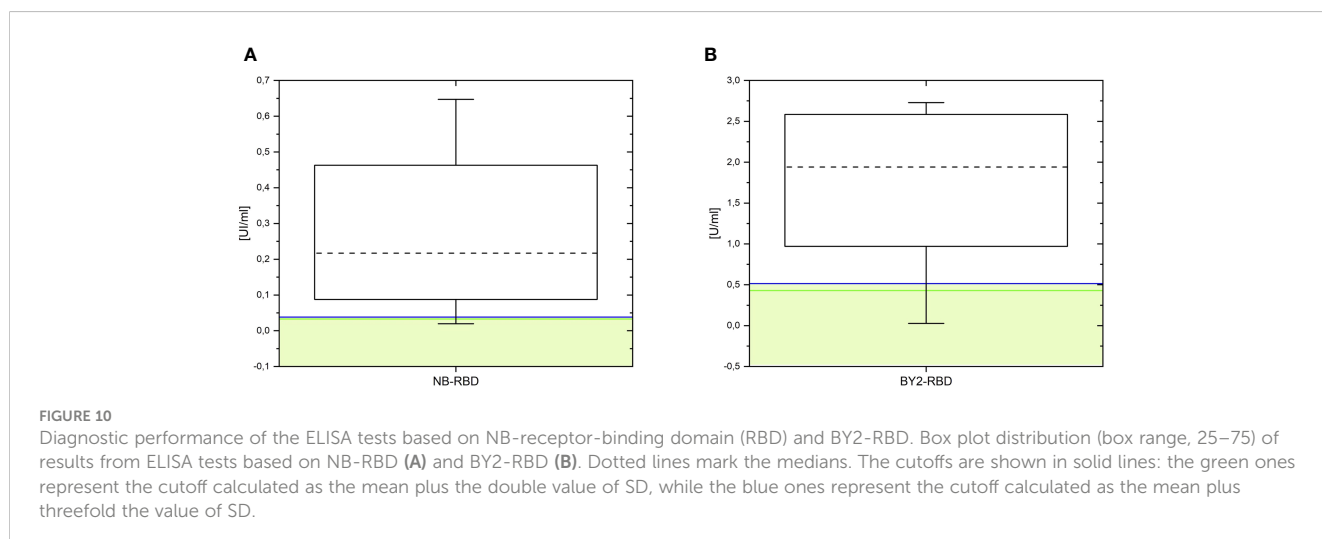 A
0,7
0,6
0,5
0,4
0,3
0,2
0,1
0,0
-0,1
[UI/ml]
NB-RBD
B
3,0
2,5
2,0
1,5
1,0
0,5
0,0
-0,5
[U/ml]
BY2-RBD
FIGURE 10
Diagnostic performance of the ELISA tests based on NB-receptor-binding domain (RBD) and BY2-RBD. Box plot distribution (box range, 25–75) of
results from ELISA tests based on NB-RBD (A) and BY2-RBD (B). Dotted lines mark the medians. The cutoffs are shown in solid lines: the green ones
represent the cutoff calculated as the mean plus the double value of SD, while the blue ones represent the cutoff calculated as the mean plus
threefold the value of SD.